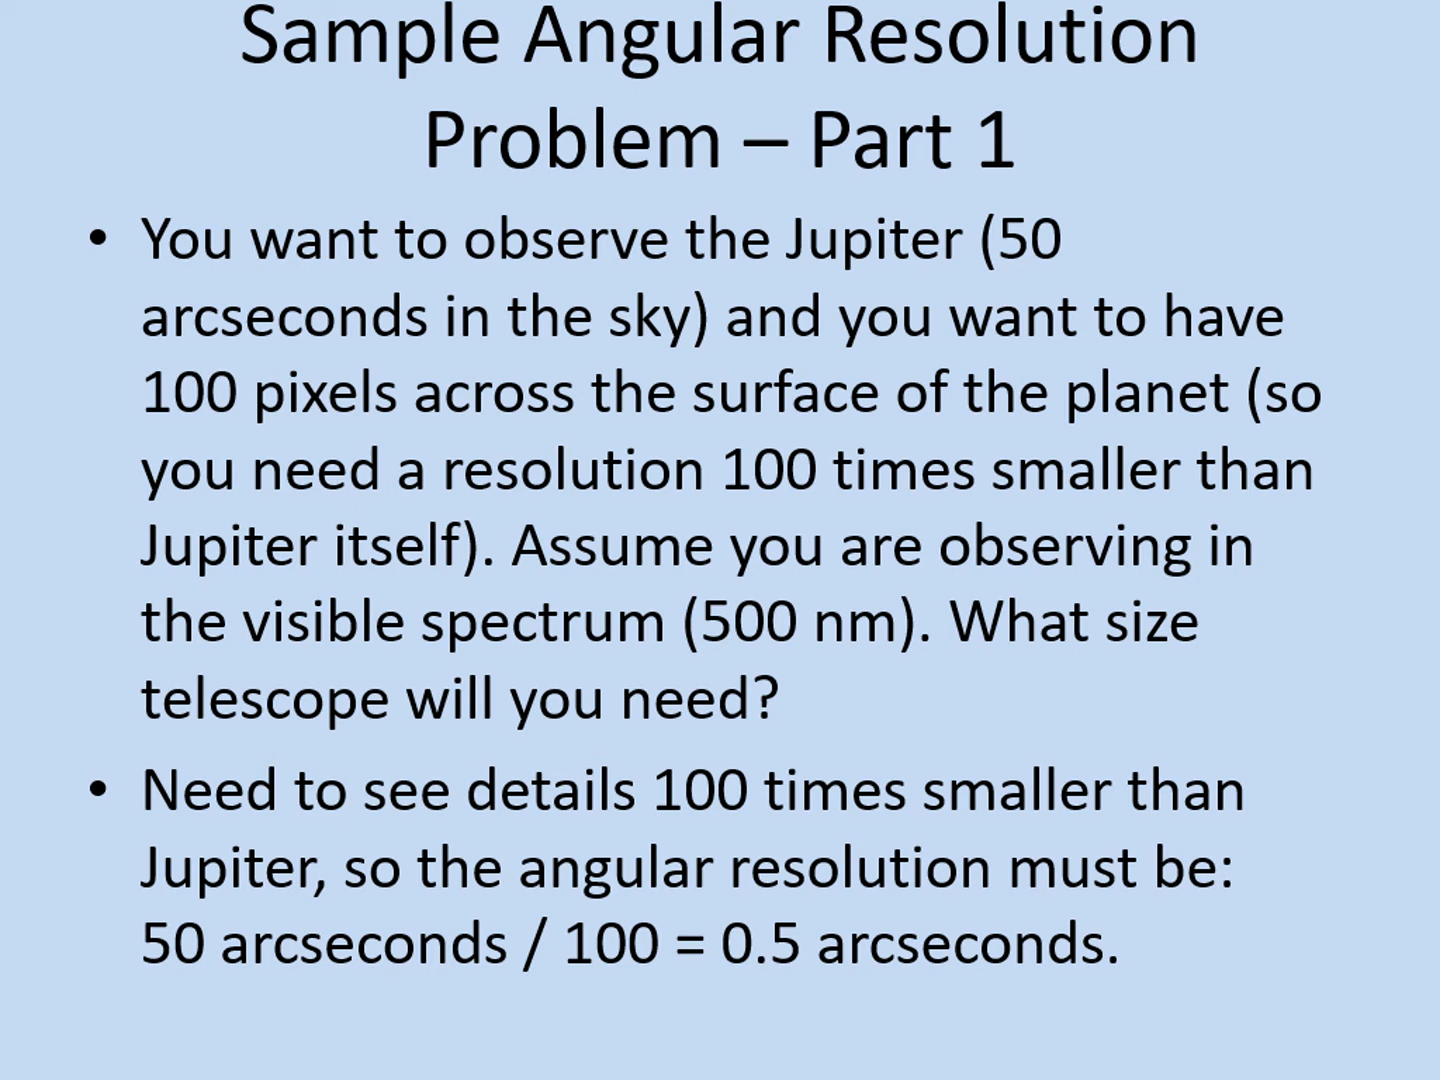 Sample Angular Resolution
Problem – Part 1
• You want to observe the Jupiter (50
arcseconds in the sky) and you want to have
100 pixels across the surface of the planet (so
you need a resolution 100 times smaller than
Jupiter itself). Assume you are observing in
the visible spectrum (500 nm). What size
telescope will you need?
• Need to see details 100 times smaller than
Jupiter, so the angular resolution must be:
50 arcseconds / 100 = 0.5 arcseconds.